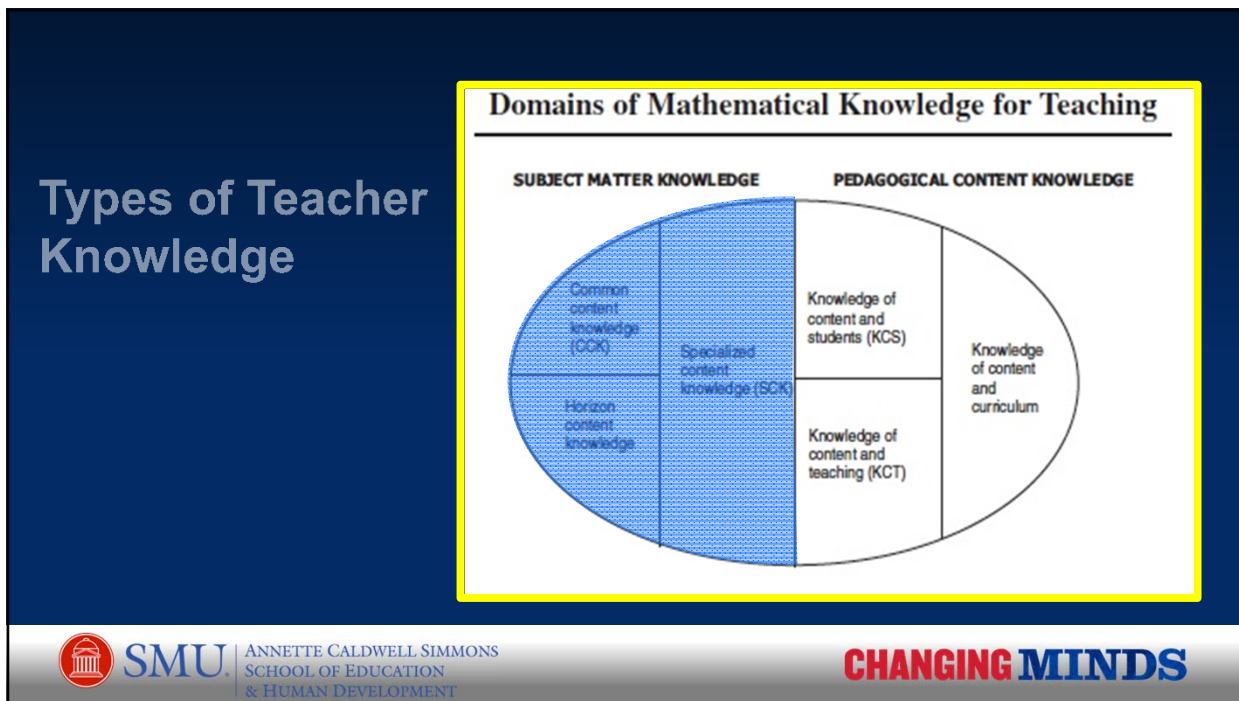 Types of Teacher
Knowledge
Domains of Mathematical Knowledge for Teaching
SUBJECT MATTER KNOWLEDGE
PEDAGOGICAL CONTENT KNOWLEDGE
Common
content
knowledge
(CCK)
Horizon
content
knowledge
Specialized
content
knowledge (SCK)
Knowledge of
content and
students (KCS)
Knowledge of
content and
teaching (KCT)
Knowledge
of content
and
curriculum
SMU.
ANNETTE CALDWELL SIMMONS
SCHOOL OF EDUCATION
& HUMAN DEVELOPMENT
CHANGING MINDS